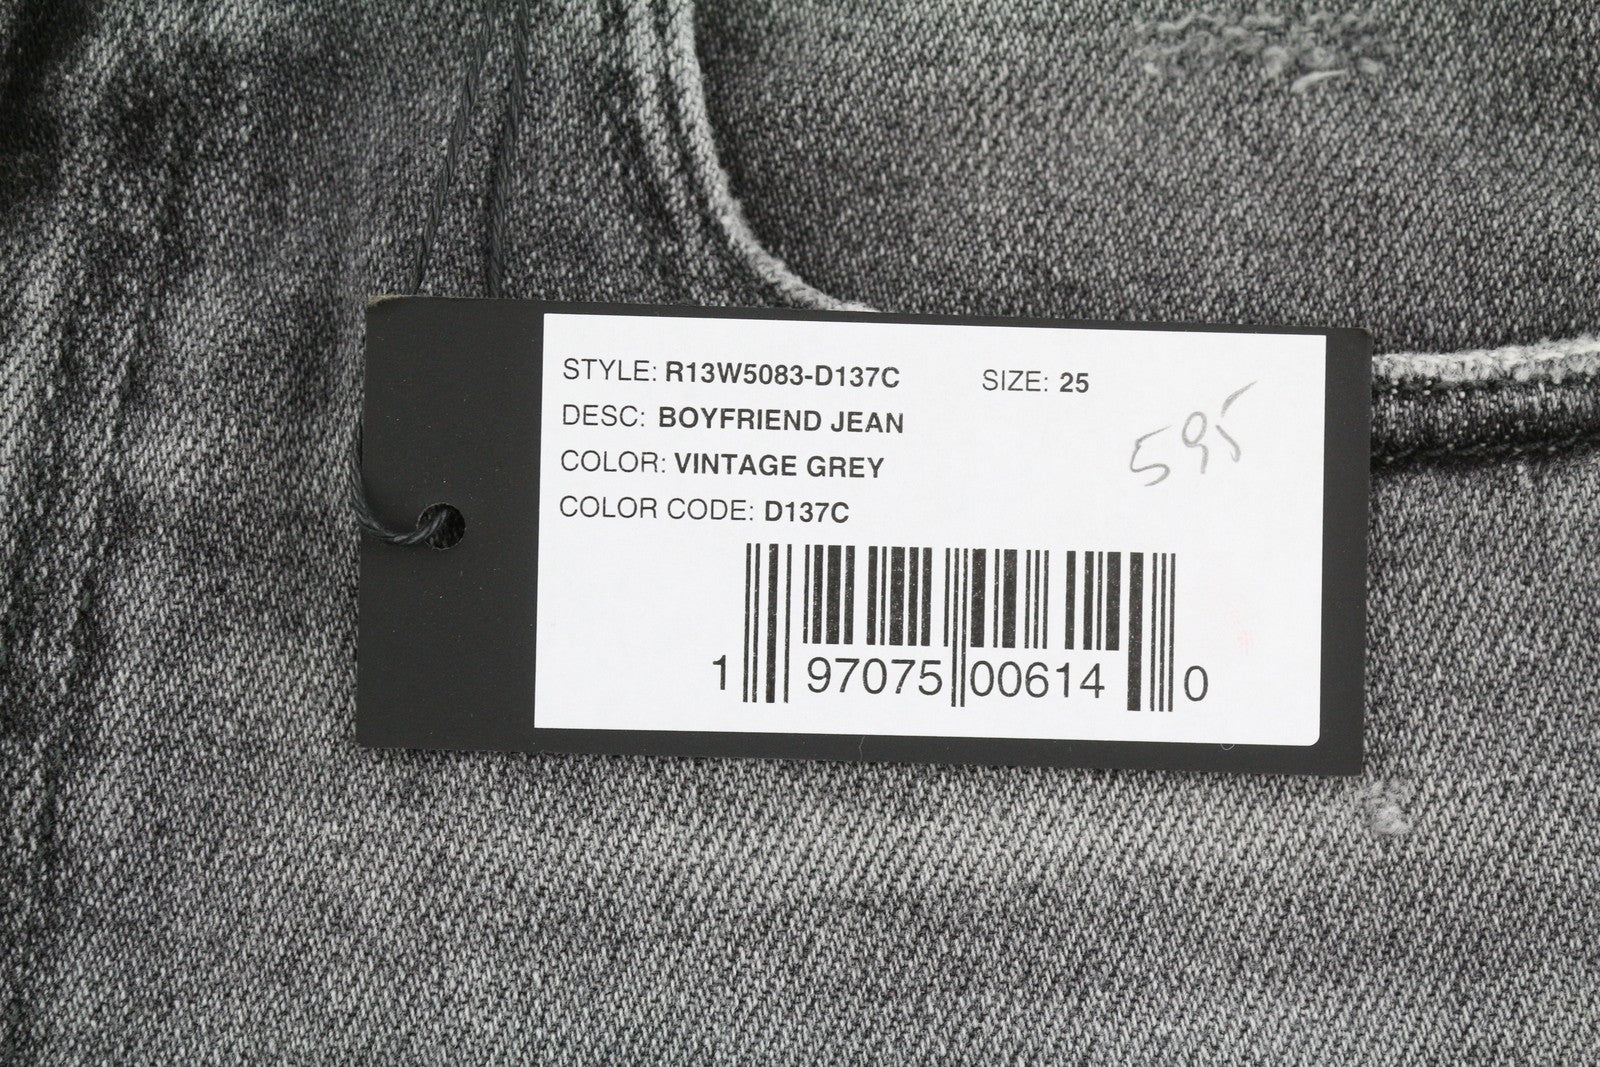 STYLE: R13W5083-D137C SIZE: 25
DESC: BOYFRIEND JEAN
COLOR: VINTAGE GREY
595
COLOR CODE: D137C
1 97075 00614 0